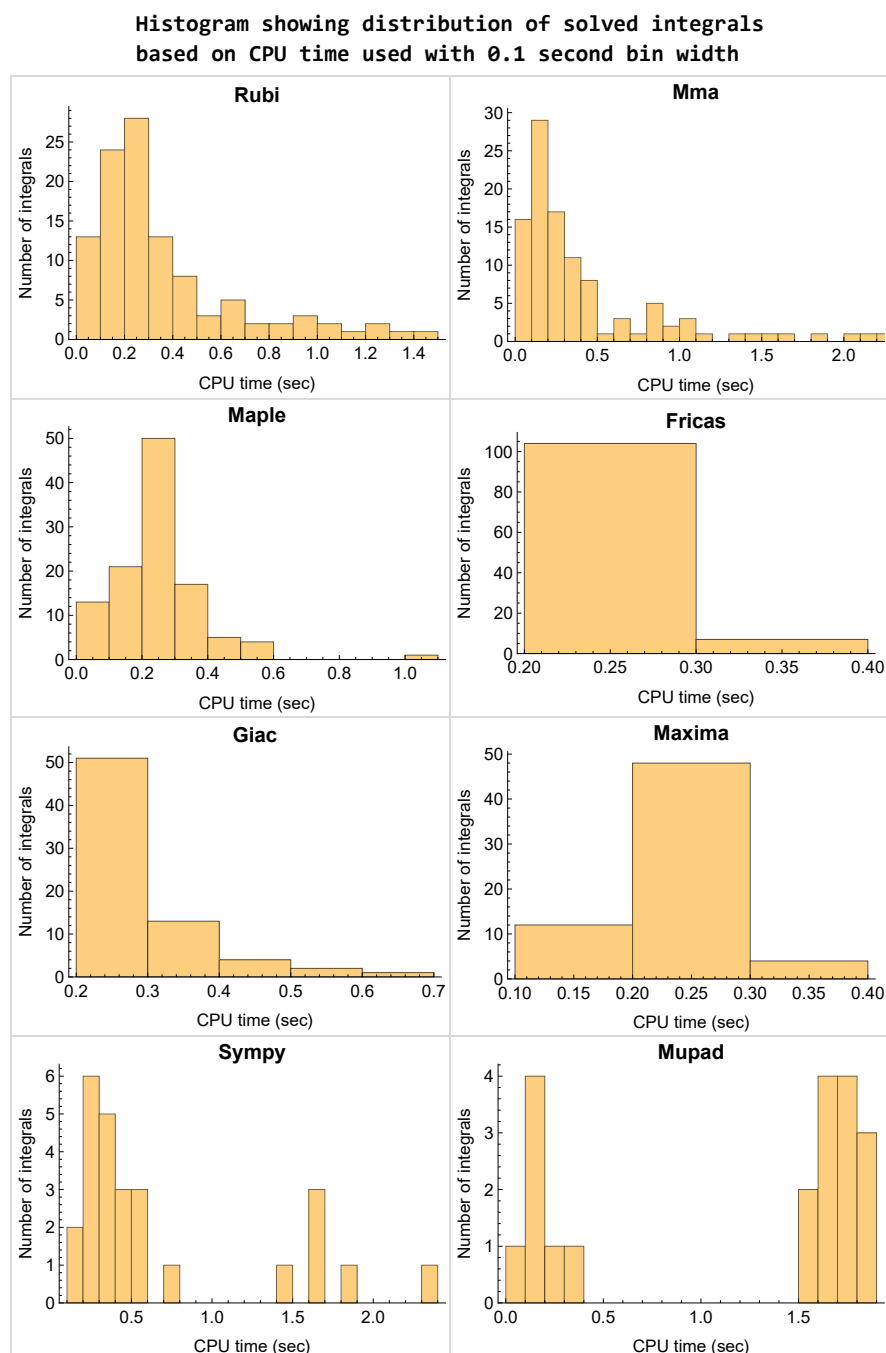 Histogram showing distribution of solved integrals
based on CPU time used with 0.1 second bin width
Rubi
Number of integrals
25
20
15
10
5
0
0.0 0.2 0.4 0.6 0.8 1.0 1.2 1.4
CPU time (sec)
Mma
Number of integrals
30
25
20
15
10
5
0
0.0 0.5 1.0 1.5 2.0
CPU time (sec)
Maple
Number of integrals
50
40
30
20
10
0
0.0 0.2 0.4 0.6 0.8 1.0
CPU time (sec)
Fricas
Number of integrals
100
80
60
40
20
0
0.20 0.25 0.30 0.35 0.40
CPU time (sec)
Giac
Number of integrals
50
40
30
20
10
0
0.2 0.3 0.4 0.5 0.6 0.7
CPU time (sec)
Maxima
Number of integrals
50
40
30
20
10
0
0.10 0.15 0.20 0.25 0.30 0.35 0.40
CPU time (sec)
Sympy
Number of integrals
6
5
4
3
2
1
0
0.5 1.0 1.5 2.0
CPU time (sec)
Mupad
Number of integrals
4
3
2
1
0
0.0 0.5 1.0 1.5
CPU time (sec)